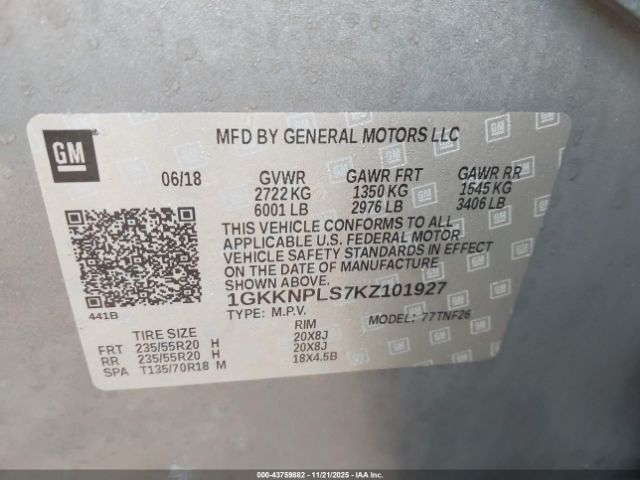 GM
MFD BY GENERAL MOTORS LLC
06/18 GVWR GAWR FRT GAWR RR
2722 KG 1350 KG 1545 KG
6001 LB 2976 LB 3406 LB
THIS VEHICLE CONFORMS TO ALL
APPLICABLE U.S. FEDERAL MOTOR
VEHICLE SAFETY STANDARDS IN EFFECT
ON THE DATE OF MANUFACTURE
SHOWN ABOVE.
1GKKNPLS7KZ101927
441B
TYPE: M.P.V. MODEL: 77TNF26
TIRE SIZE RIM
FRT 235/55R20 H 20X8J
RR 235/55R20 H 20X8J
SPA T135/70R18 M 18X4.5B
000-43759882 - 11/21/2025 - IAA, Inc.